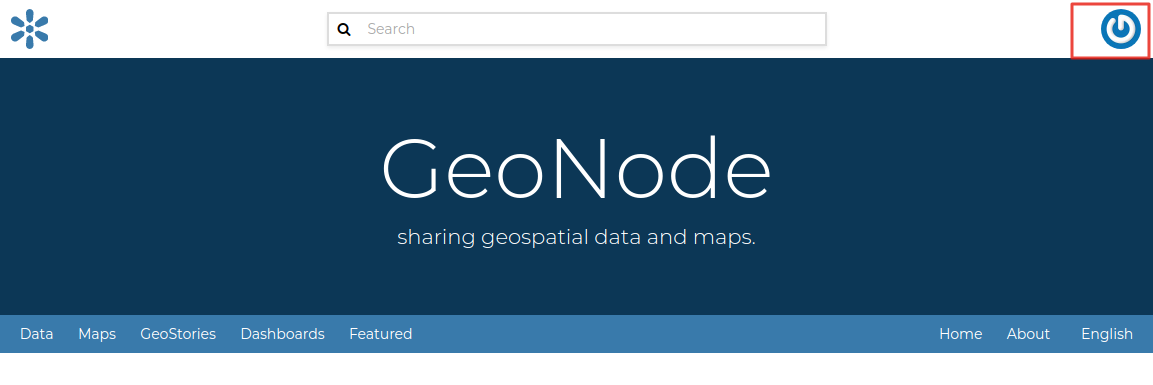 Search
GeoNode
sharing geospatial data and maps.
Data Maps GeoStories Dashboards Featured Home About English